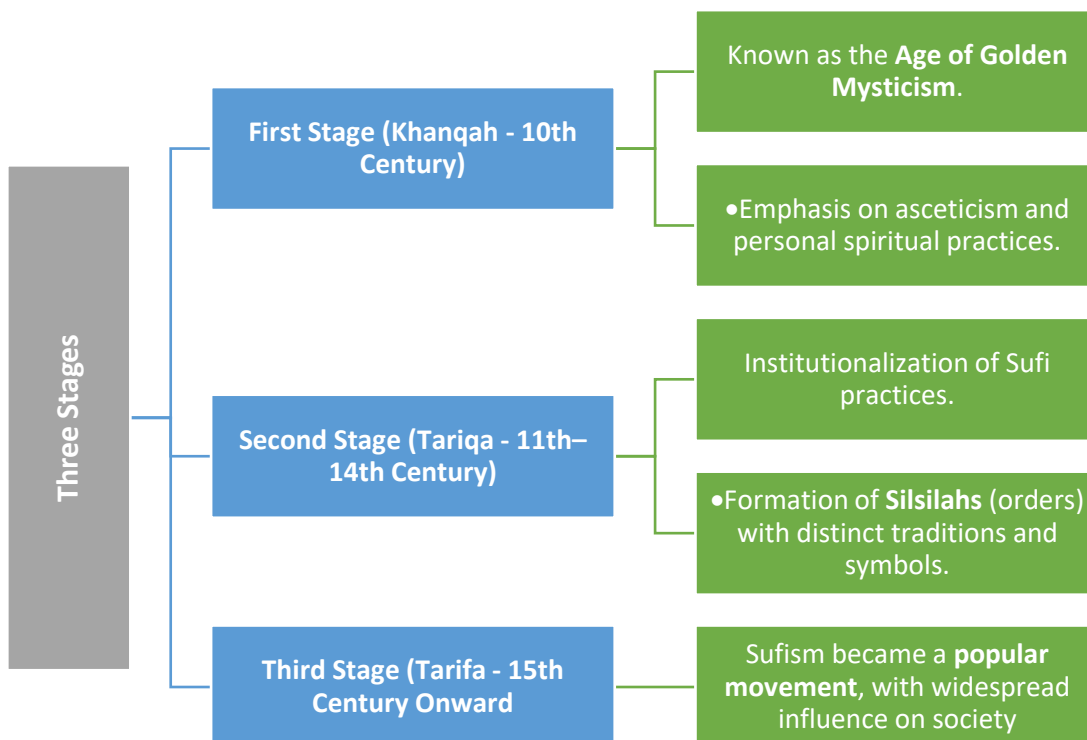 Three Stages
First Stage (Khanqah - 10th
Century)
Known as the Age of Golden
Mysticism.
•Emphasis on asceticism and
personal spiritual practices.
Second Stage (Tariqa - 11th–
14th Century)
Institutionalization of Sufi
practices.
•Formation of Silsilahs (orders)
with distinct traditions and
symbols.
Third Stage (Tarifa - 15th
Century Onward
Sufism became a popular
movement, with widespread
influence on society